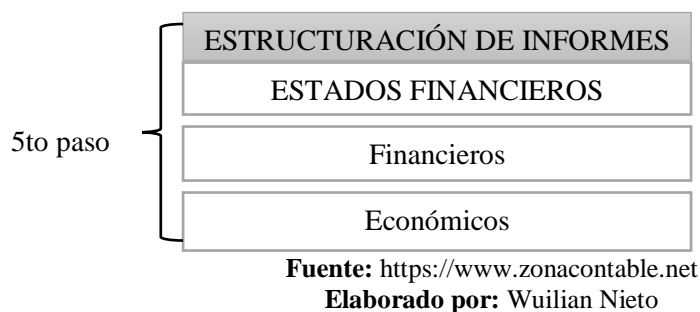 ESTRUCTURACIÓN DE INFORMES
ESTADOS FINANCIEROS
5to paso
Financieros
Económicos
Fuente: https://www.zonacontable.net
Elaborado por: Wuilian Nieto